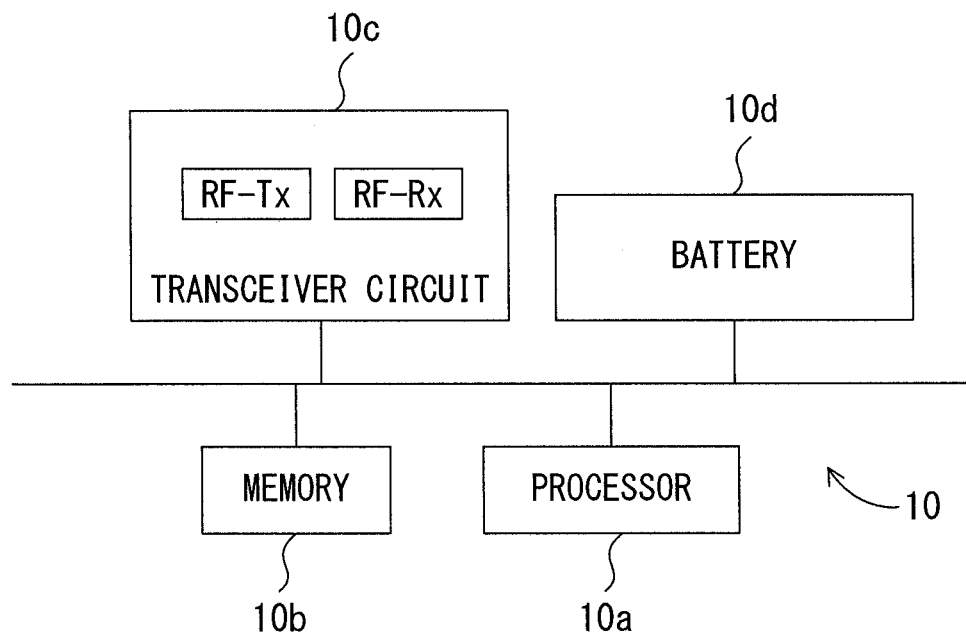 10c
10d
RF-Tx
RF-Rx
BATTERY
TRANSCEIVER CIRCUIT
MEMORY
PROCESSOR
10
10b
10a